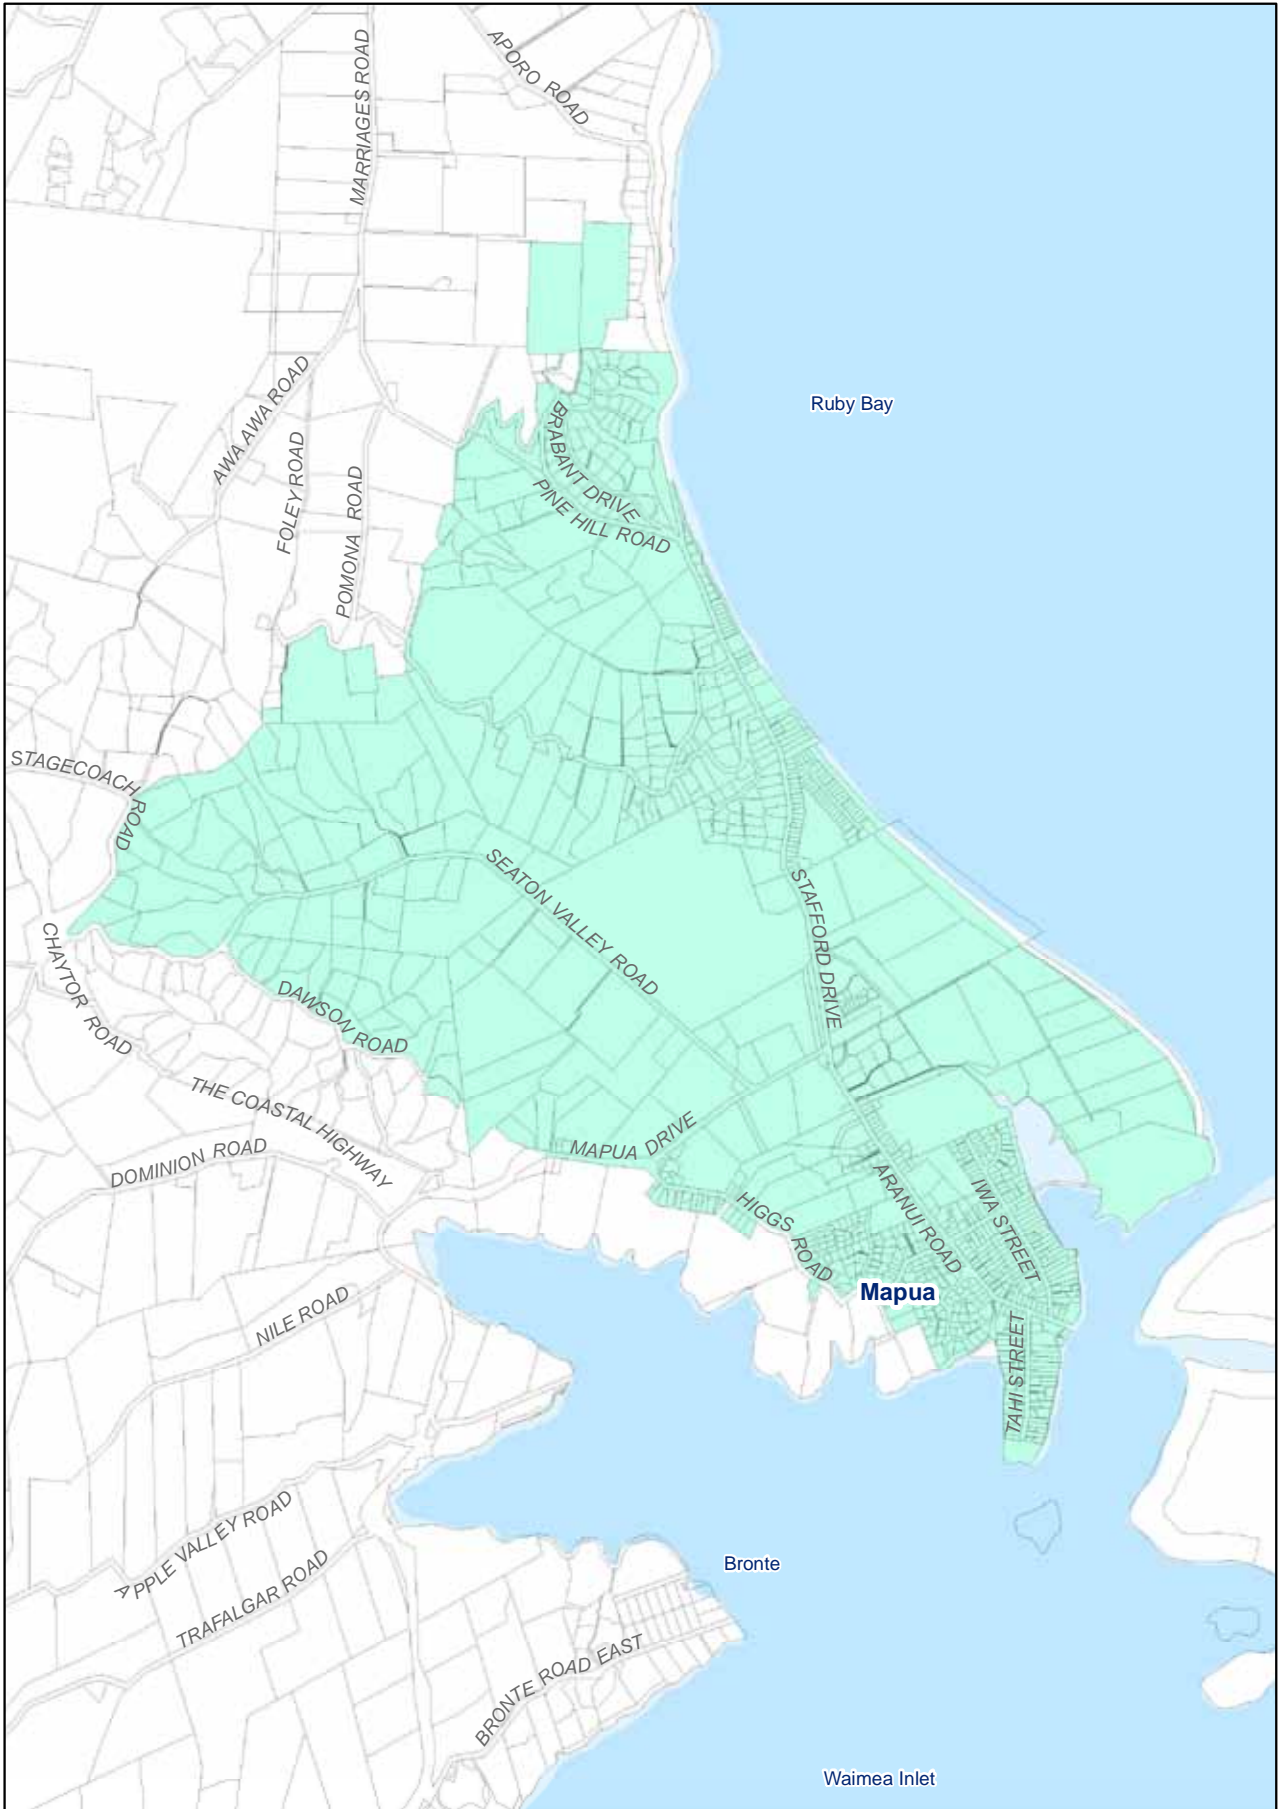 APORO ROAD
MARRIAGES ROAD
Ruby Bay
AWA AWA ROAD
FOLEY ROAD
POMONA ROAD
BRABANT DRIVE
PINE HILL ROAD
STAGECOACH ROAD
SEATON VALLEY ROAD
STAFFORD DRIVE
CHAYTOR ROAD
DAWSON ROAD
THE COASTAL HIGHWAY
DOMINION ROAD
MAPUA DRIVE
HIGGS ROAD
ARANUI ROAD
IWA STREET
Mapua
NILE ROAD
TAHI STREET
APPLE VALLEY ROAD
TRAFALGAR ROAD
Bronte
BRONTE ROAD EAST
Waimea Inlet